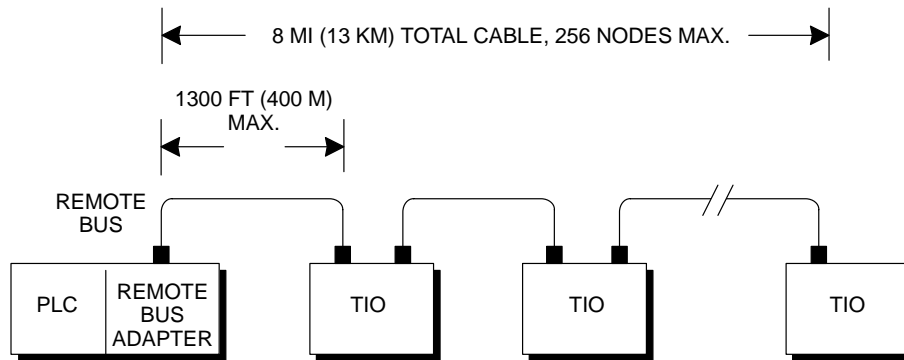 8 MI (13 KM) TOTAL CABLE, 256 NODES MAX.
1300 FT (400 M)
MAX.
REMOTE
BUS
PLC
REMOTE
BUS
ADAPTER
TIO
TIO
TIO